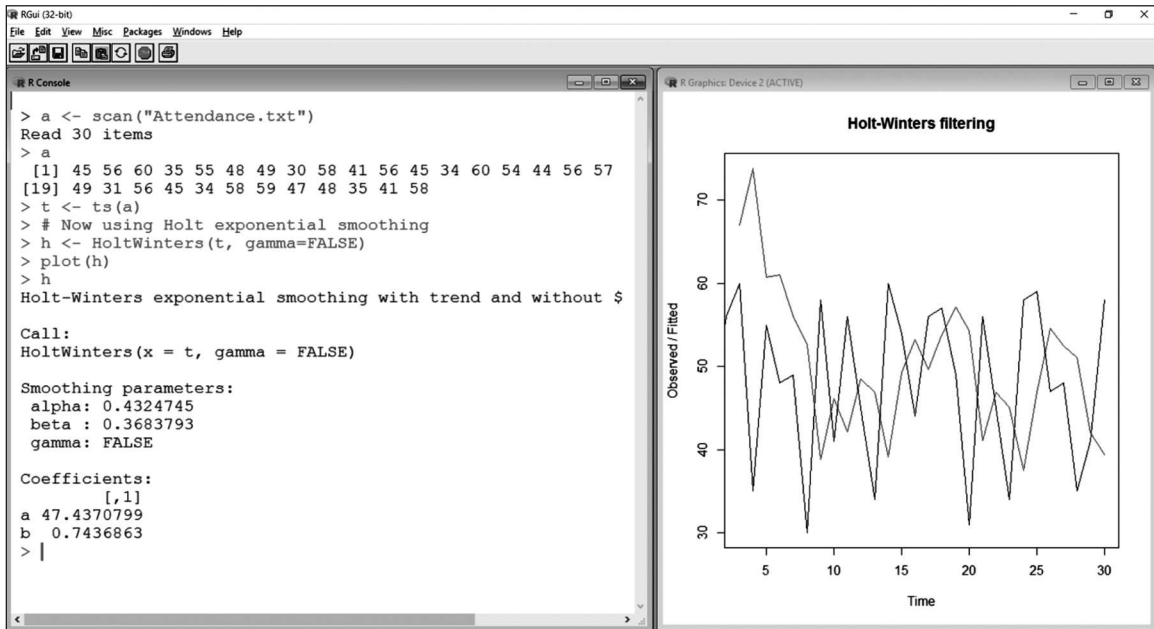 RGui (32-bit)
File Edit View Misc Packages Windows Help
R Console
> a <- scan("Attendance.txt")
Read 30 items
> a
[1] 45 56 60 35 55 48 49 30 58 41 56 45 34 60 54 44 56 57
[19] 49 31 56 45 34 58 59 47 48 35 41 58
> t <- ts(a)
> # Now using Holt exponential smoothing
> h <- HoltWinters(t, gamma=FALSE)
> plot(h)
> h
Holt-Winters exponential smoothing with trend and without $
Call:
HoltWinters(x = t, gamma = FALSE)
Smoothing parameters:
alpha: 0.4324745
beta : 0.3683793
gamma: FALSE
Coefficients:
[,1]
a 47.4370799
b 0.7436863
>
R Graphics: Device 2 (ACTIVE)
Holt-Winters filtering
Observed / Fitted
70
60
50
40
30
5 10 15 20 25 30
Time